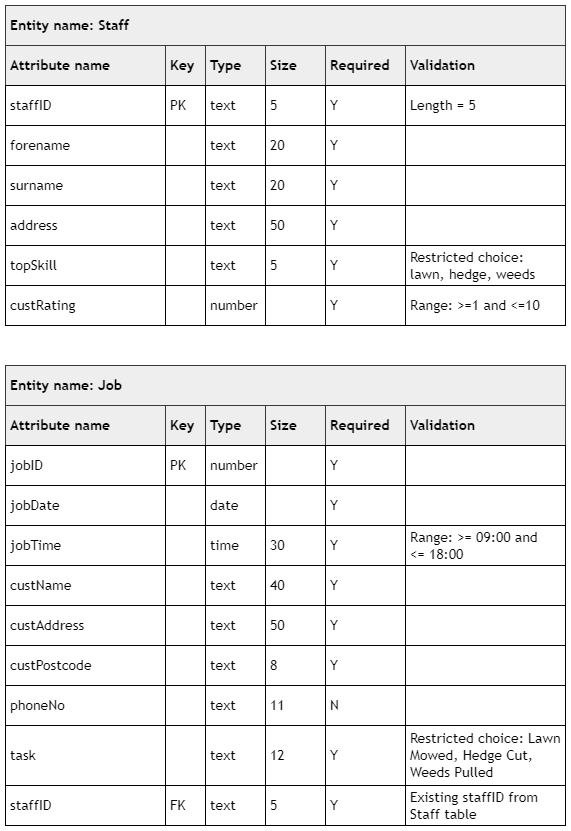 Entity name: Staff
Attribute name Key Type Size Required Validation
staffID PK text 5 Y Length = 5
forename text 20 Y
surname text 20 Y
address text 50 Y
topSkill text 5 Y Restricted choice:
lawn, hedge, weeds
custRating number Y Range: >=1 and <=10
Entity name: Job
Attribute name Key Type Size Required Validation
jobID PK number Y
jobDate date Y
jobTime time 30 Y Range: >= 09:00 and
<= 18:00
custName text 40 Y
custAddress text 50 Y
custPostcode text 8 Y
phoneNo text 11 N
task text 12 Y Restricted choice: Lawn
Mowed, Hedge Cut,
Weeds Pulled
staffID FK text 5 Y Existing staffID from
Staff table